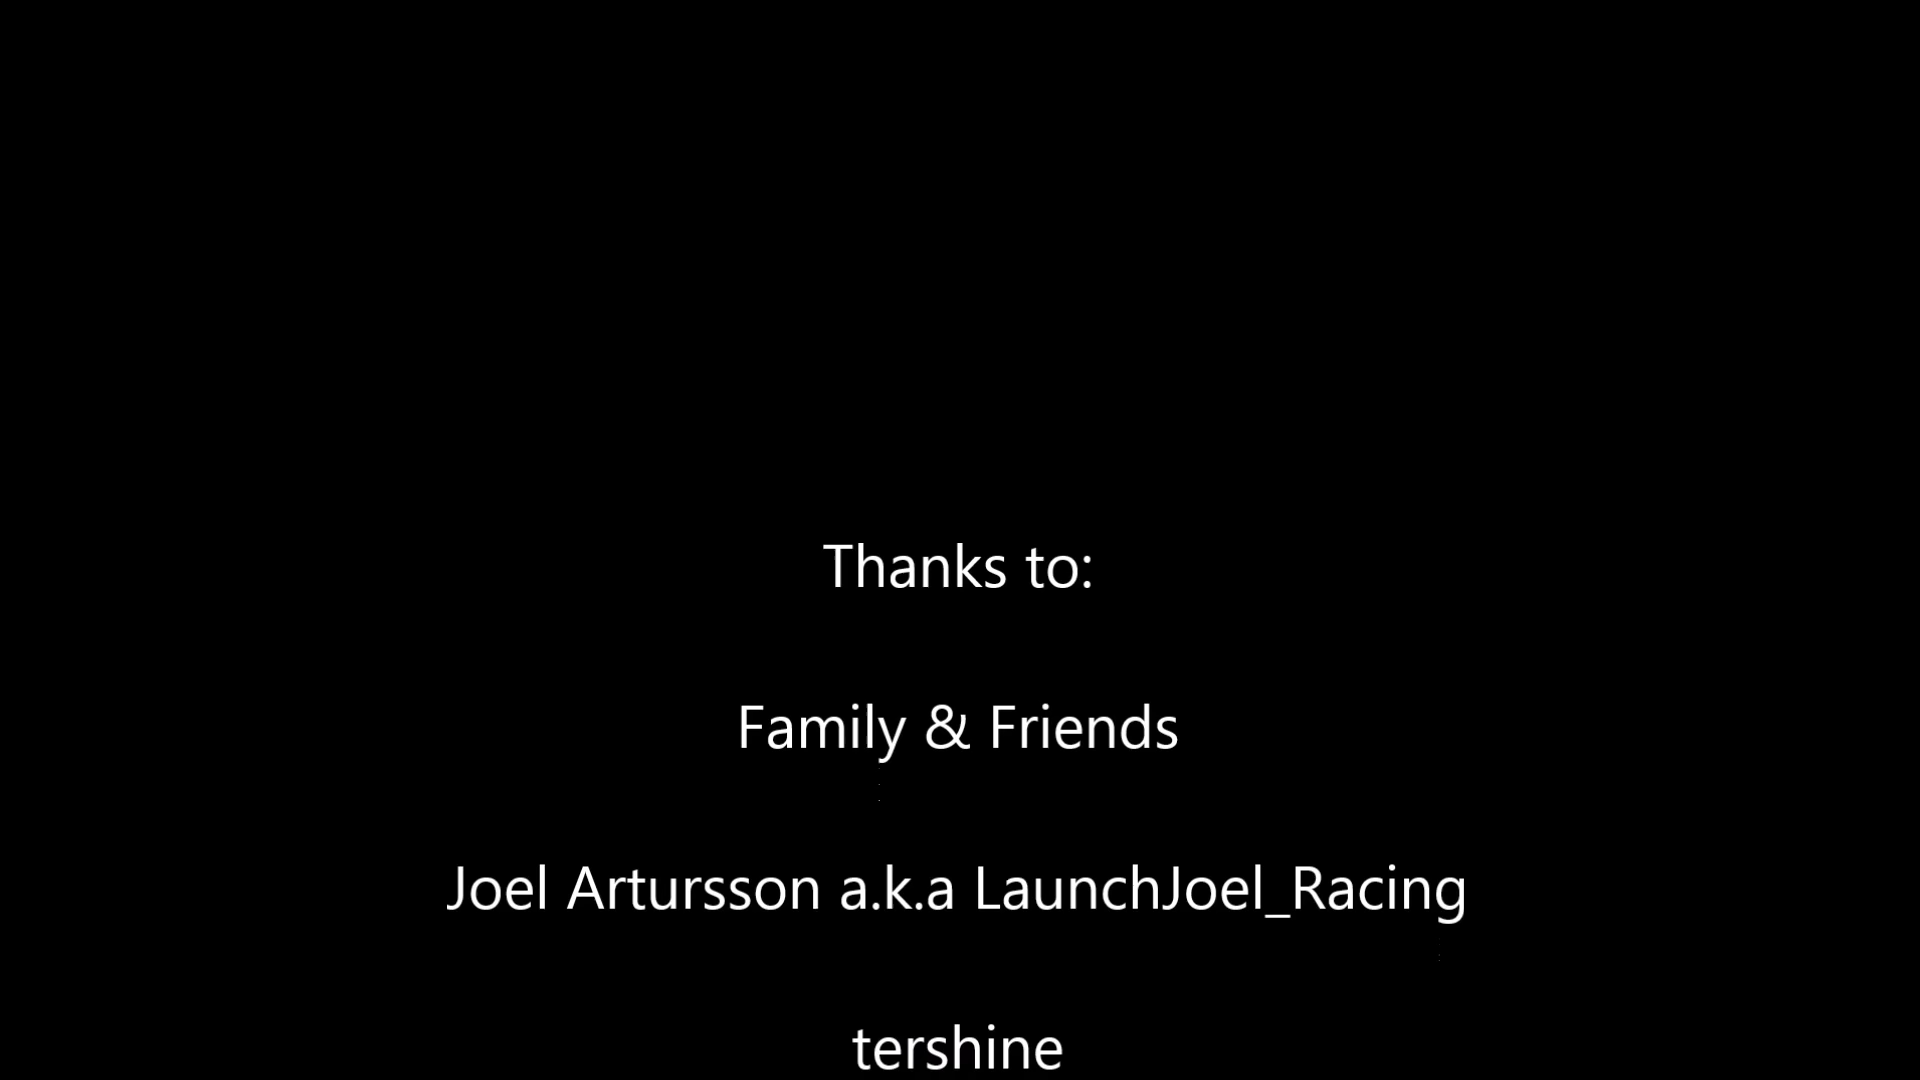 Thanks to:
Family & Friends
Joel Artursson a.k.a LaunchJoel_Racing
tershine